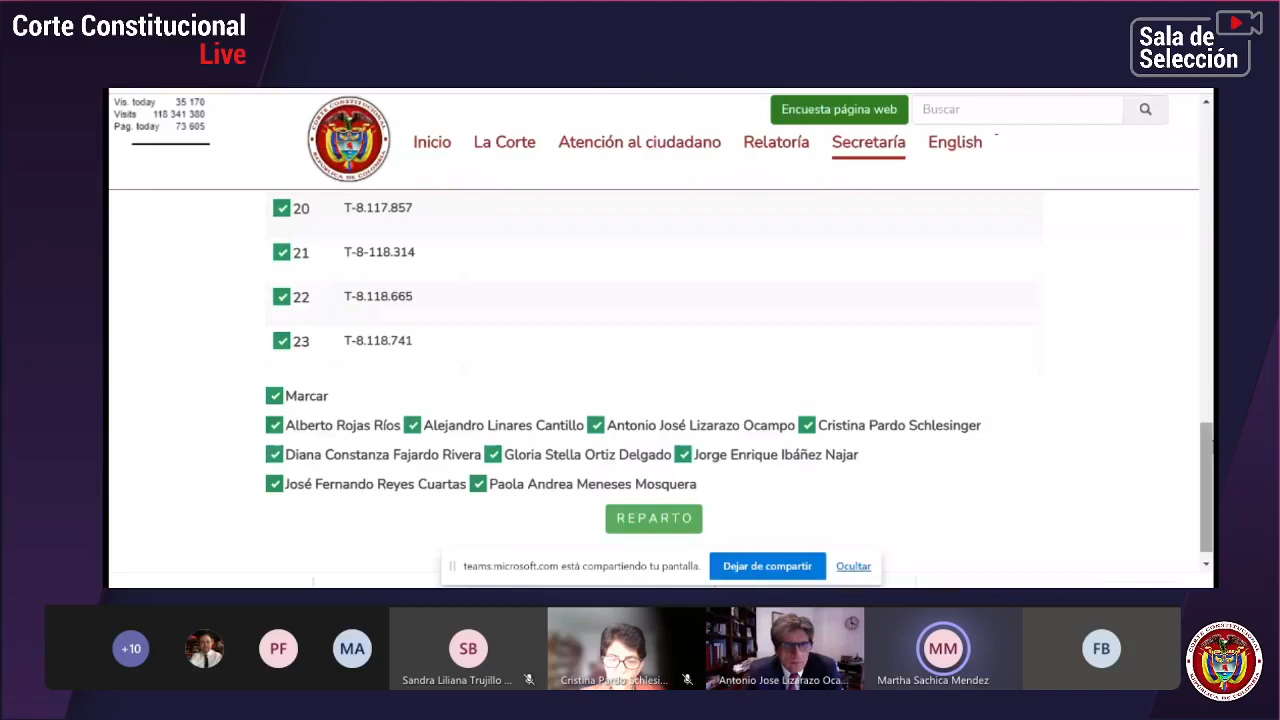 Corte Constitucional
Live
Sala de
Selección
Vis. today 35 170
Visits 118 341 380
Pag. today 73 605
Encuesta página web
Buscar
Inicio La Corte Atención al ciudadano Relatoría Secretaría English
20 T-8.117.857
21 T-8-118.314
22 T-8.118.665
23 T-8.118.741
Marcar
Alberto Rojas Ríos Alejandro Linares Cantillo Antonio José Lizarazo Ocampo Cristina Pardo Schlesinger
Diana Constanza Fajardo Rivera Gloria Stella Ortiz Delgado Jorge Enrique Ibáñez Najar
José Fernando Reyes Cuartas Paola Andrea Meneses Mosquera
REPARTO
teams.microsoft.com está compartiendo tu pantalla. Dejar de compartir Ocultar
+10 PF MA SB MM FB
Sandra Liliana Trujillo ... Cristina Pardo Schlesi... Antonio Jose Lizarazo Oca... Martha Sachica Mendez